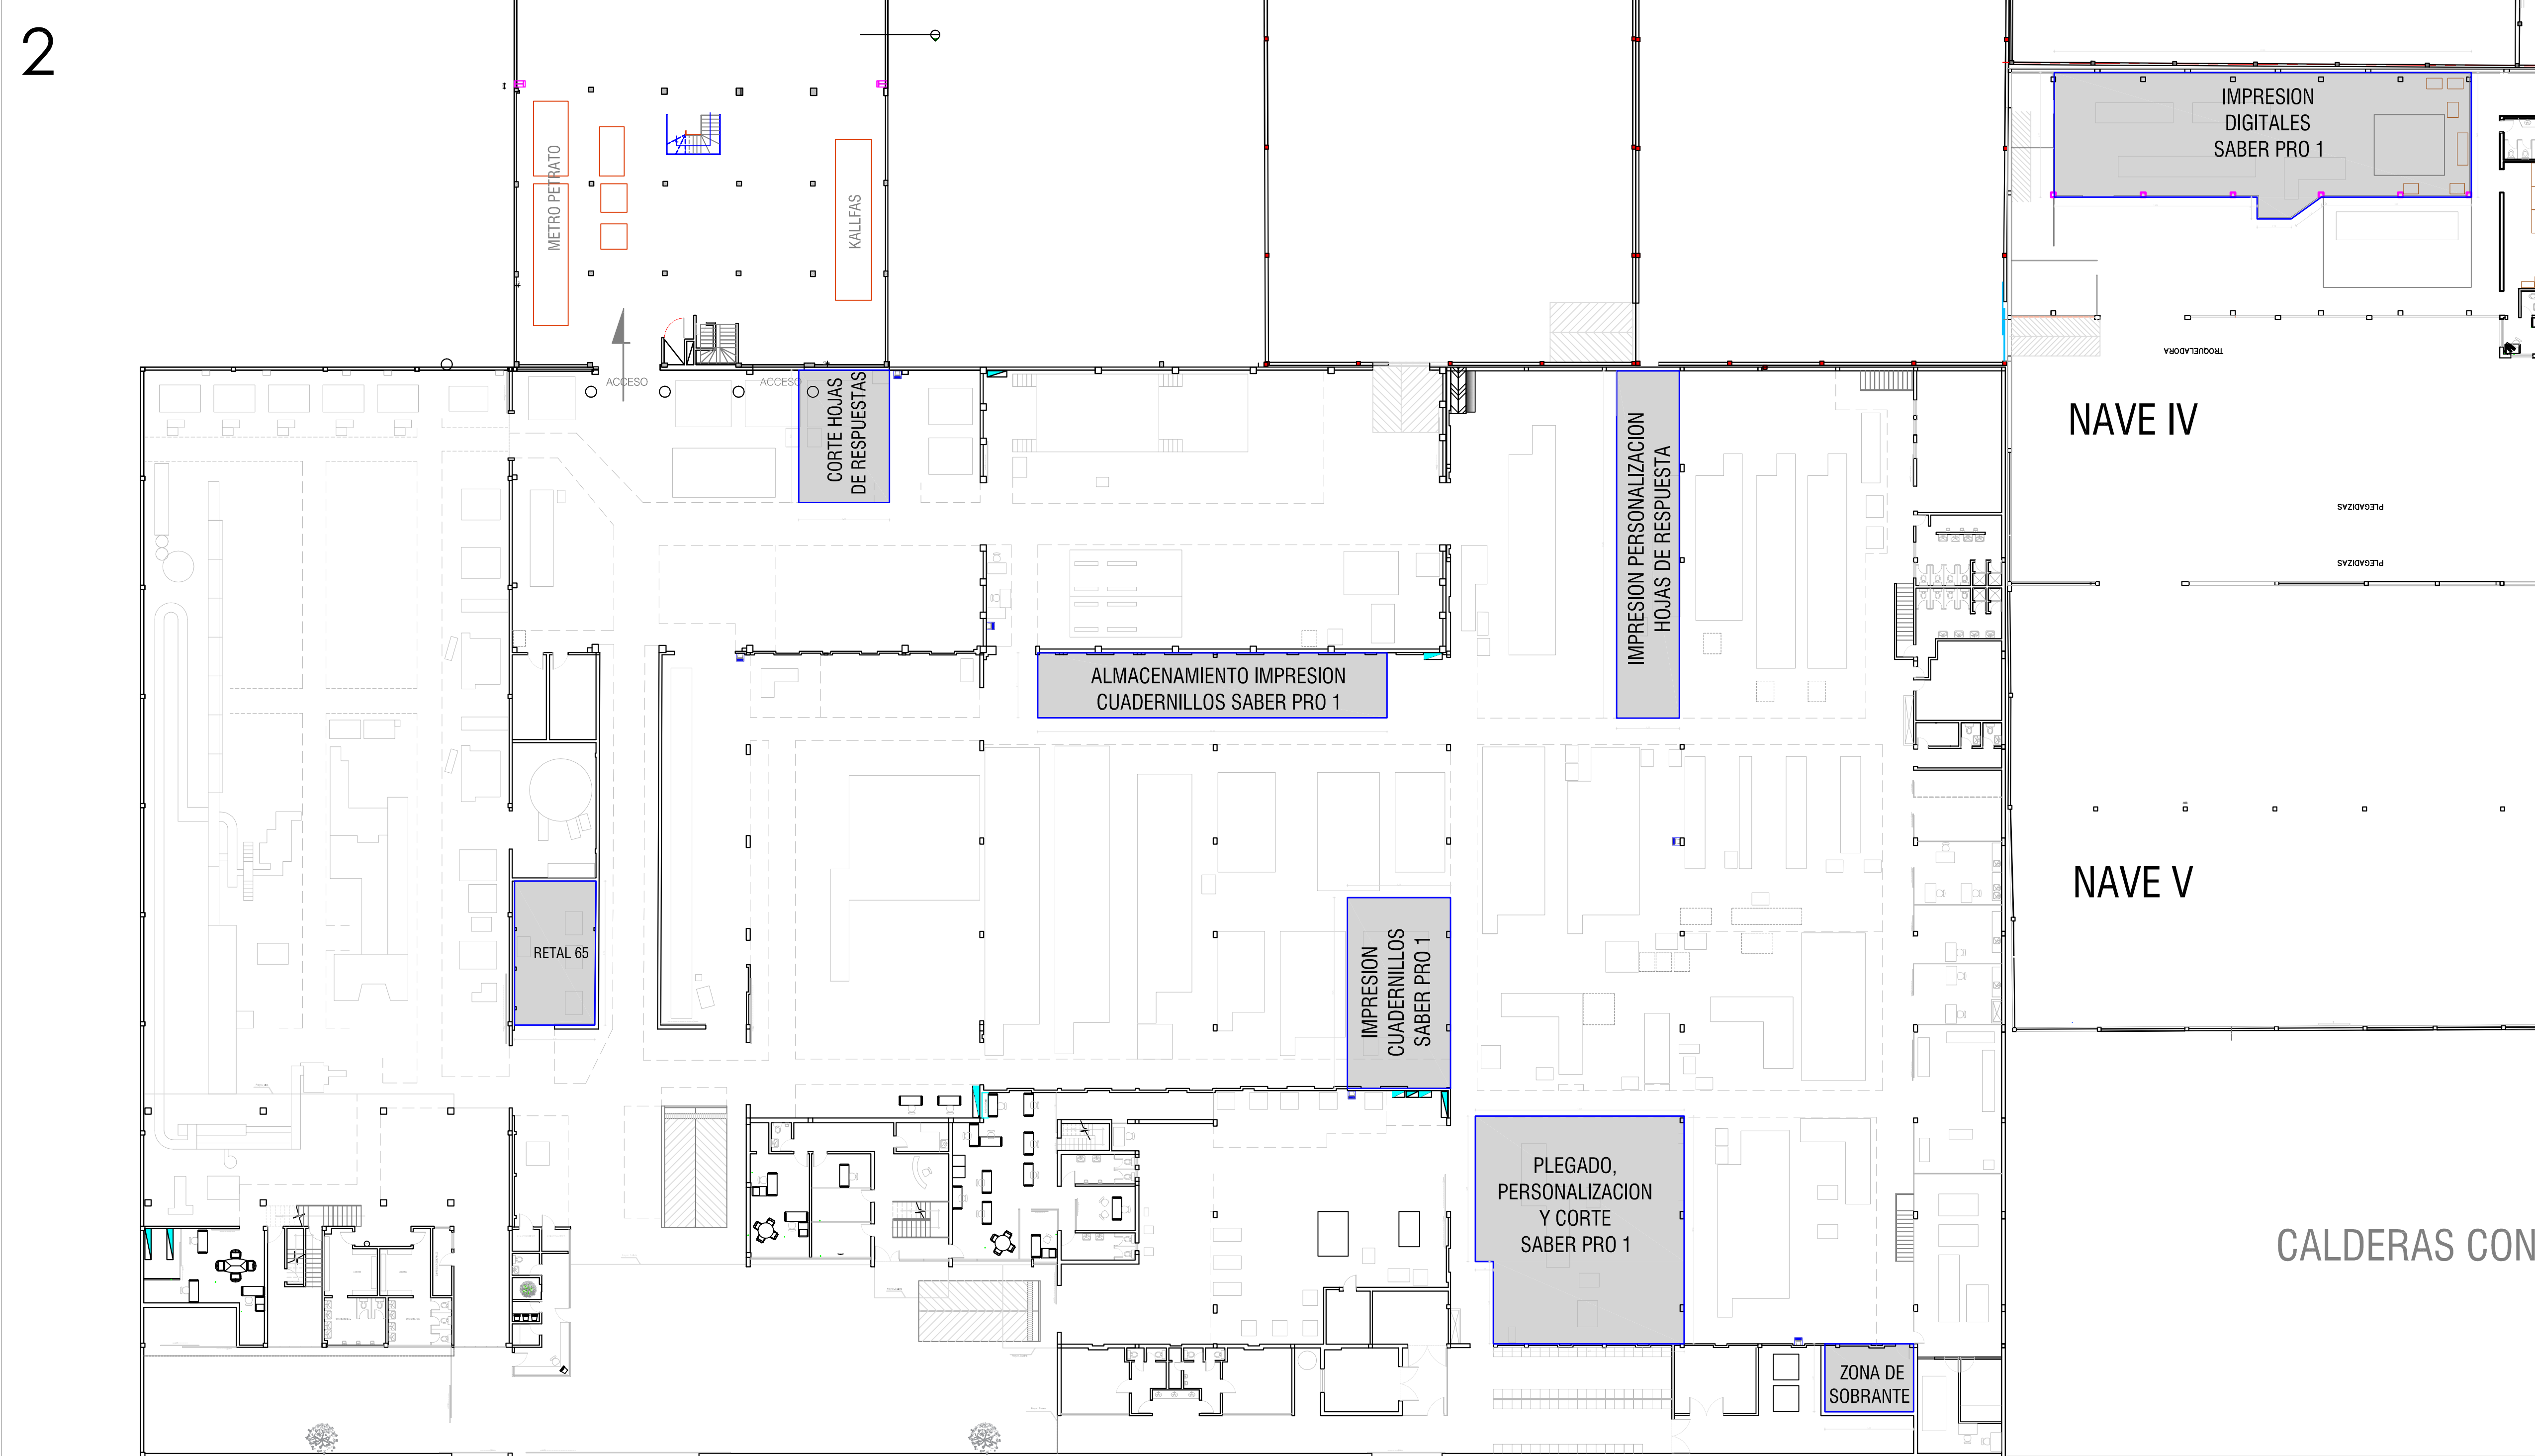 2
METRO PETRATO
KALLFAS
ACCESO
ACCESO
IMPRESION
DIGITALES
SABER PRO 1
TROQUELADORA
NAVE IV
PLEGADIZAS
PLEGADIZAS
CORTE HOJAS
DE RESPUESTAS
IMPRESION PERSONALIZACION
HOJAS DE RESPUESTA
ALMACENAMIENTO IMPRESION
CUADERNILLOS SABER PRO 1
RETAL 65
IMPRESION
CUADERNILLOS
SABER PRO 1
NAVE V
PLEGADO,
PERSONALIZACION
Y CORTE
SABER PRO 1
CALDERAS CON
ZONA DE
SOBRANTE